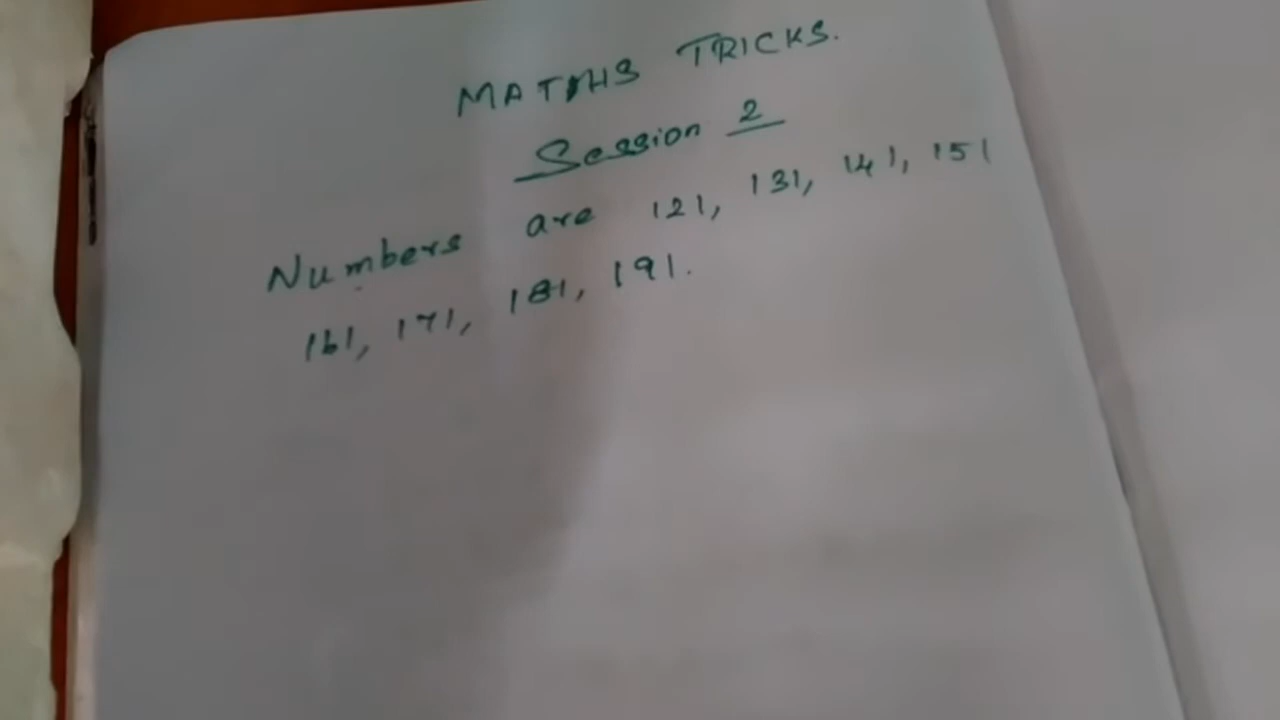 MATHS TRICKS.
Session 2
Numbers are 121, 131, 141, 151
161, 171, 181, 191.